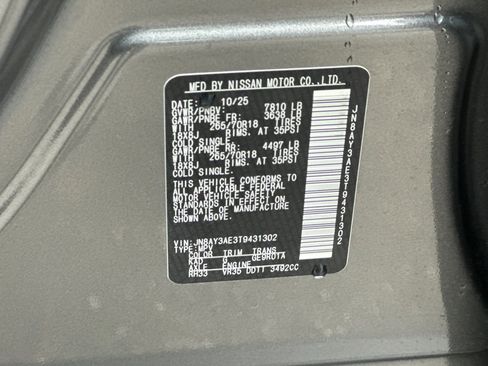 MFD BY NISSAN MOTOR CO.,LTD.
DATE: 10/25
GVWR/PNBV: 7810 LB
GAWR/PNBE FR: 3638 LB
WITH 265/70R18 TIRES
18X8J RIMS. AT 35PSI
COLD SINGLE.
GAWR/PNBE RR: 4497 LB
WITH 265/70R18 TIRES
18X8J RIMS. AT 35PSI
COLD SINGLE.
THIS VEHICLE CONFORMS TO
ALL APPLICABLE FEDERAL
MOTOR VEHICLE SAFETY
STANDARDS IN EFFECT ON
THE DATE OF MANUFACTURE
SHOWN ABOVE.
VIN: JN8AY3AE3T9431302
TYPE: MPV
COLOR TRIM TRANS
KAD G GE9R01A
AXLE ENGINE
RH33 VR35 DDTT 3492CC
JN8AY3AE3T9431302